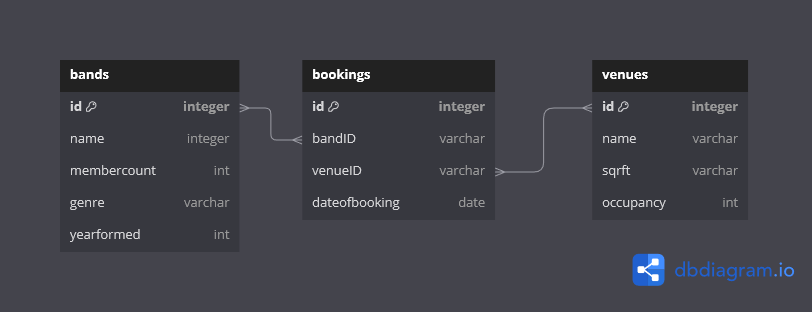 bands
id integer
name integer
membercount int
genre varchar
yearformed int
bookings
id integer
bandID varchar
venueID varchar
dateofbooking date
venues
id integer
name varchar
sqrft varchar
occupancy int
dbdiagram.io